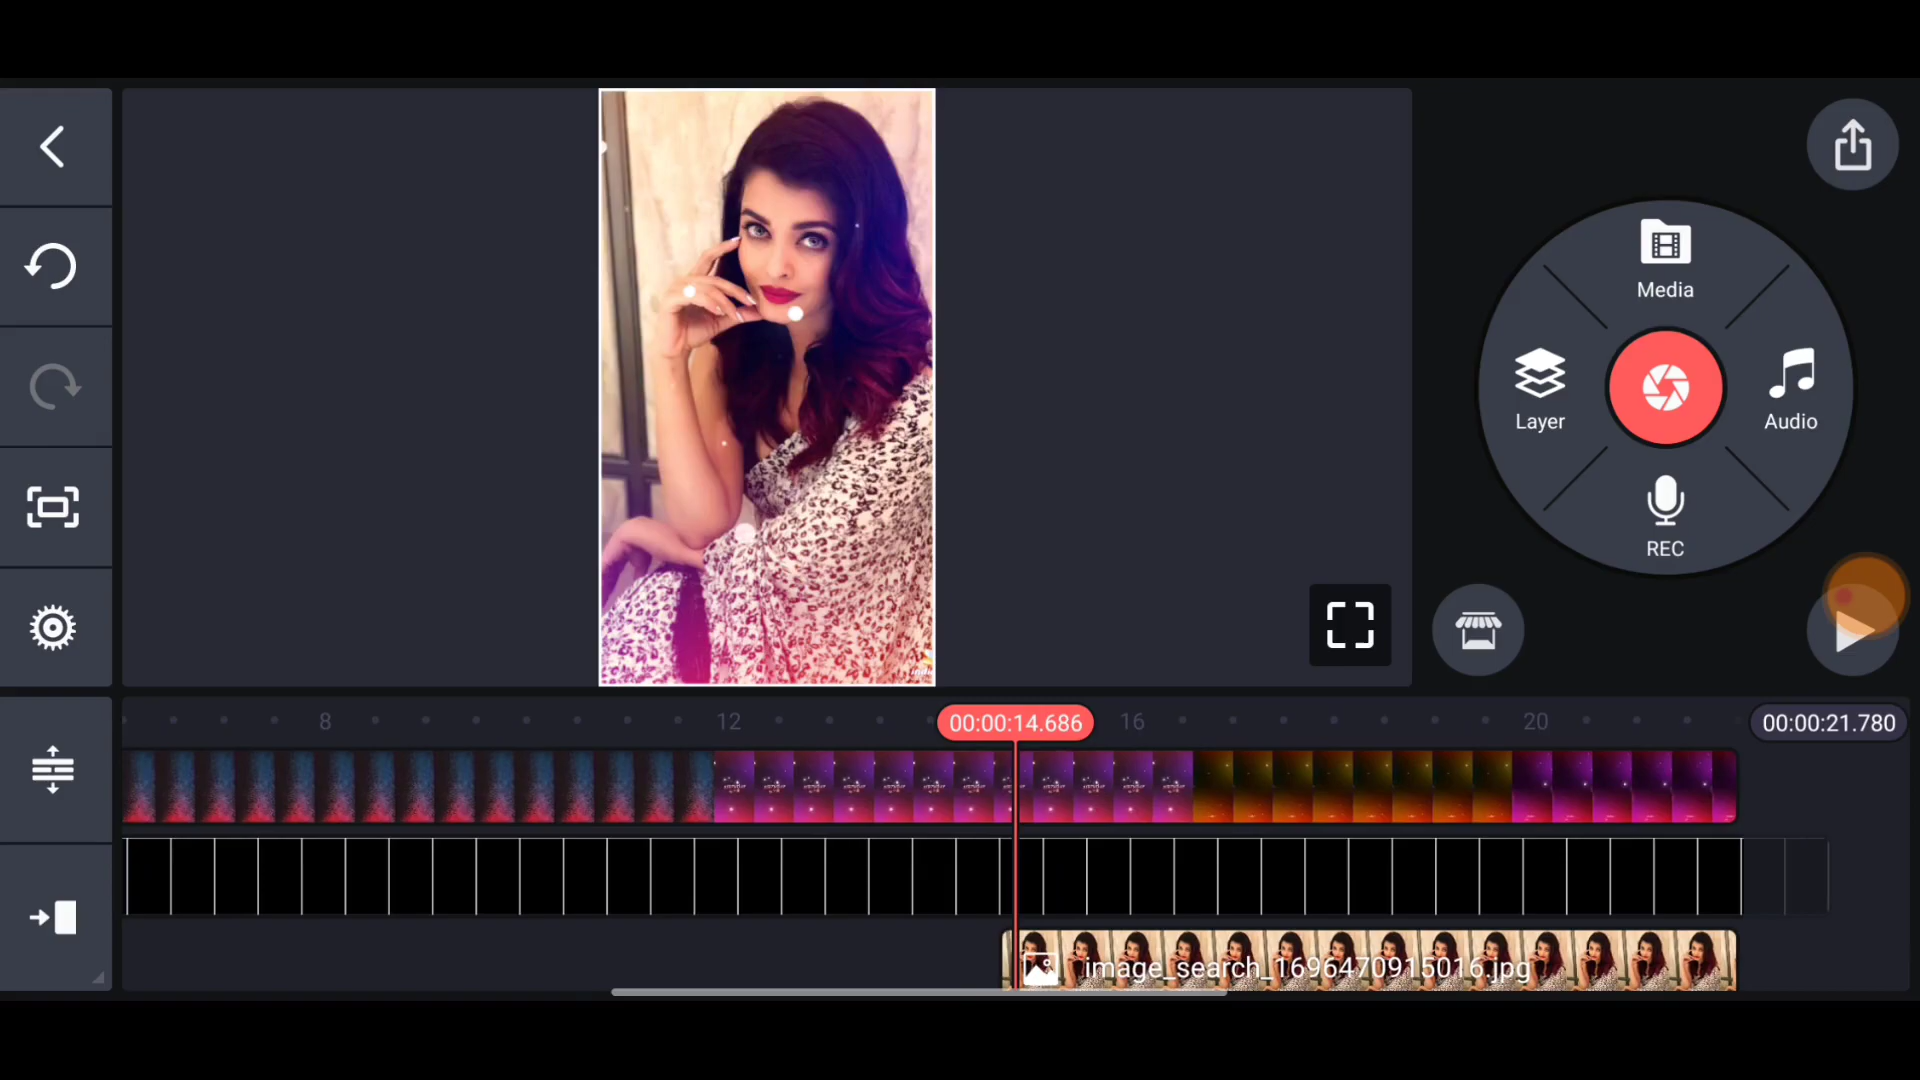 Media
Layer
Audio
REC
8
12
00:00:14.686
16
20
00:00:21.780
image_search_1696470915016.jpg